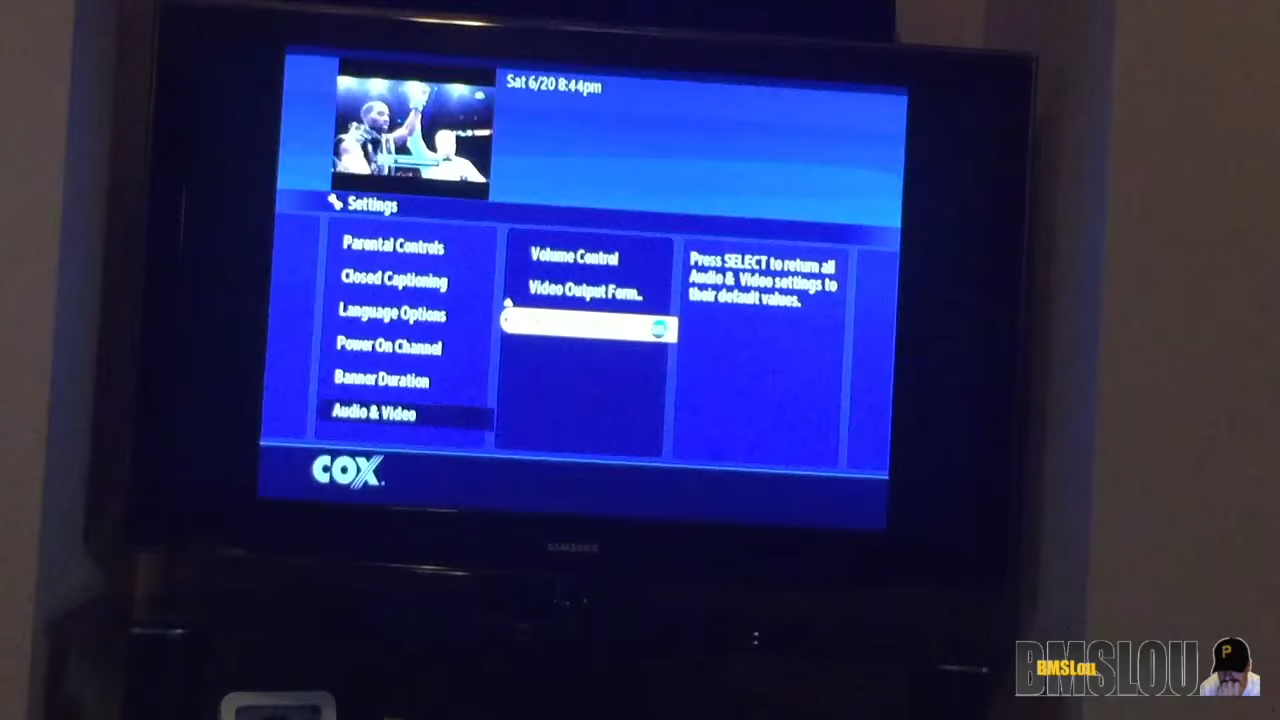 Sat 6/20 8:44pm
Settings
Parental Controls
Closed Captioning
Language Options
Power On Channel
Banner Duration
Audio & Video
Volume Control
Video Output Form..
Press SELECT to return all
Audio & Video settings to
their default values.
COX
SAMSUNG
BMSLOU
BMSLou
P